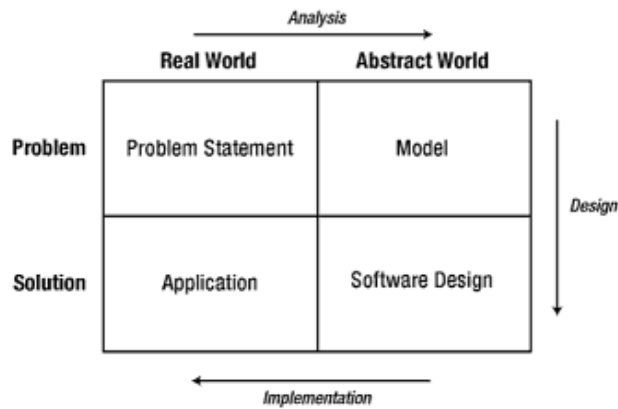 Analysis
Real World Abstract World
Problem Problem Statement Model
Design
Solution Application Software Design
Implementation